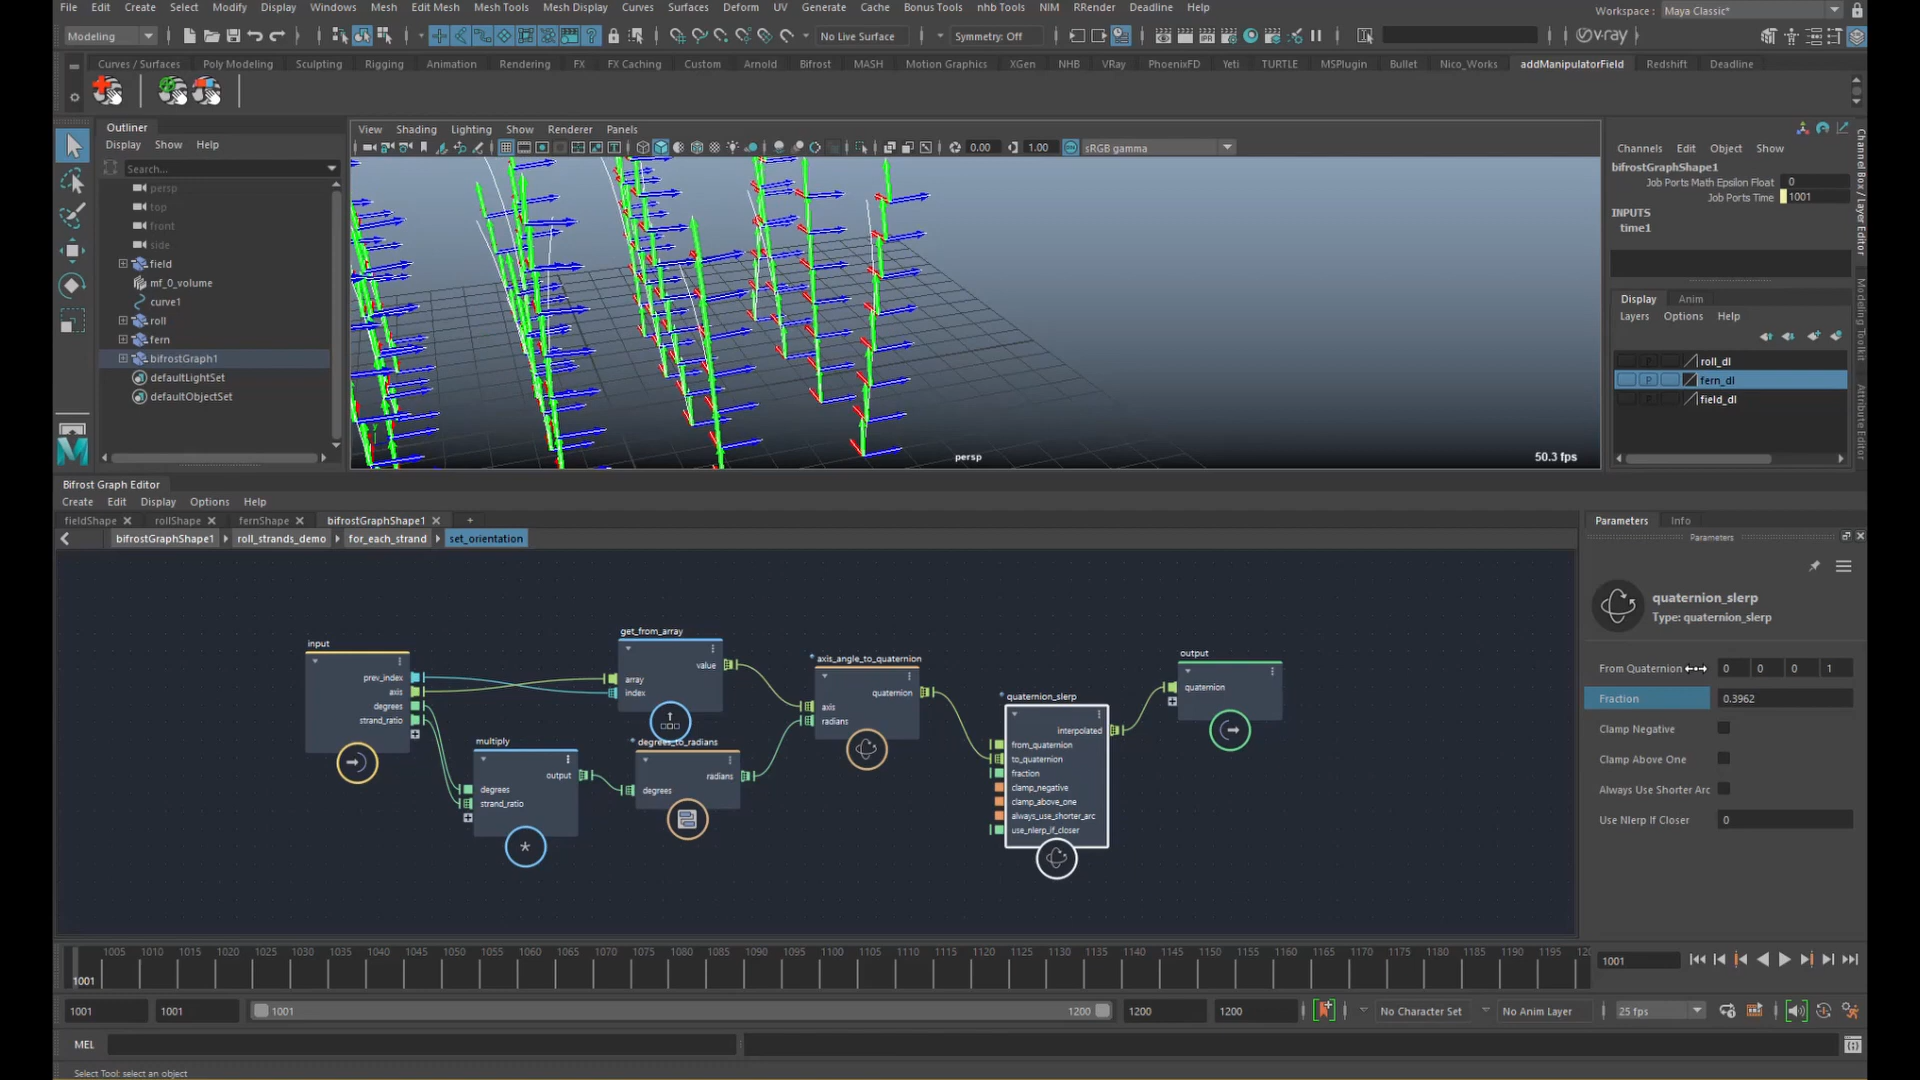 File Edit Create Select Modify Display Windows Mesh Edit Mesh Mesh Tools Mesh Display Curves Surfaces Deform UV Generate Cache Bonus Tools nhb Tools NIM RRender Deadline Help Workspace : Maya Classic*
Modeling No Live Surface Symmetry: Off v-ray
Curves / Surfaces Poly Modeling Sculpting Rigging Animation Rendering FX FX Caching Custom Arnold Bifrost MASH Motion Graphics XGen NHB VRay PhoenixFD Yeti TURTLE MSPlugin Bullet Nico_Works addManipulatorField Redshift Deadline
Outliner
Display Show Help
Search...
persp
top
front
side
field
mf_0_volume
curve1
roll
fern
bifrostGraph1
defaultLightSet
defaultObjectSet
View Shading Lighting Show Renderer Panels
0.00 1.00 sRGB gamma
persp
50.3 fps
Channels Edit Object Show
bifrostGraphShape1
Job Ports Math Epsilon Float 0
Job Ports Time 1001
INPUTS
time1
Display Anim
Layers Options Help
P roll_dl
P fern_dl
P field_dl
Channel Box / Layer Editor
Modeling Toolkit
Attribute Editor
Bifrost Graph Editor
Create Edit Display Options Help
fieldShape rollShape fernShape bifrostGraphShape1 +
bifrostGraphShape1 roll_strands_demo for_each_strand set_orientation
input
prev_index
axis
degrees
strand_ratio
get_from_array
value
array
index
multiply
output
degrees
strand_ratio
degrees_to_radians
radians
degrees
axis_angle_to_quaternion
quaternion
axis
radians
quaternion_slerp
interpolated
from_quaternion
to_quaternion
fraction
clamp_negative
clamp_above_one
always_use_shorter_arc
use_nlerp_if_closer
output
quaternion
Parameters Info
Parameters
quaternion_slerp
Type: quaternion_slerp
From Quaternion 0 0 0 1
Fraction 0.3962
Clamp Negative
Clamp Above One
Always Use Shorter Arc
Use Nlerp If Closer 0
1005 1010 1015 1020 1025 1030 1035 1040 1045 1050 1055 1060 1065 1070 1075 1080 1085 1090 1095 1100 1105 1110 1115 1120 1125 1130 1135 1140 1145 1150 1155 1160 1165 1170 1175 1180 1185 1190 1195
1001
1001
1001 1001 1001 1200 1200 1200 No Character Set No Anim Layer 25 fps
MEL
Select Tool: select an object